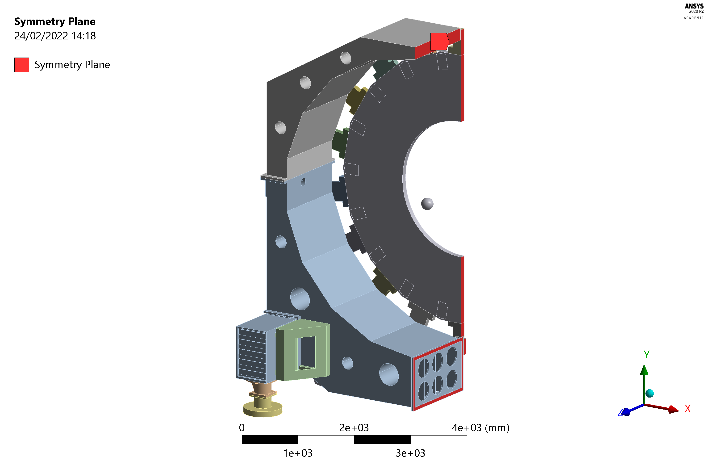 Symmetry Plane
24/02/2022 14:18
Symmetry Plane
ANSYS
Y
X
0
2e+03
4e+03 (mm)
1e+03
3e+03